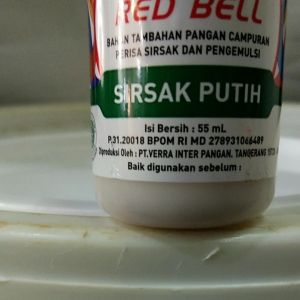 RED BELL
BAHAN TAMBAHAN PANGAN CAMPURAN
PERISA SIRSAK DAN PENGEMULSI
SIRSAK PUTIH
Isi Bersih : 55 mL
P.31.20018 BPOM RI MD 278931066489
Diproduksi Oleh : PT.VERRA INTER PANGAN, TANGERANG
Baik digunakan sebelum :